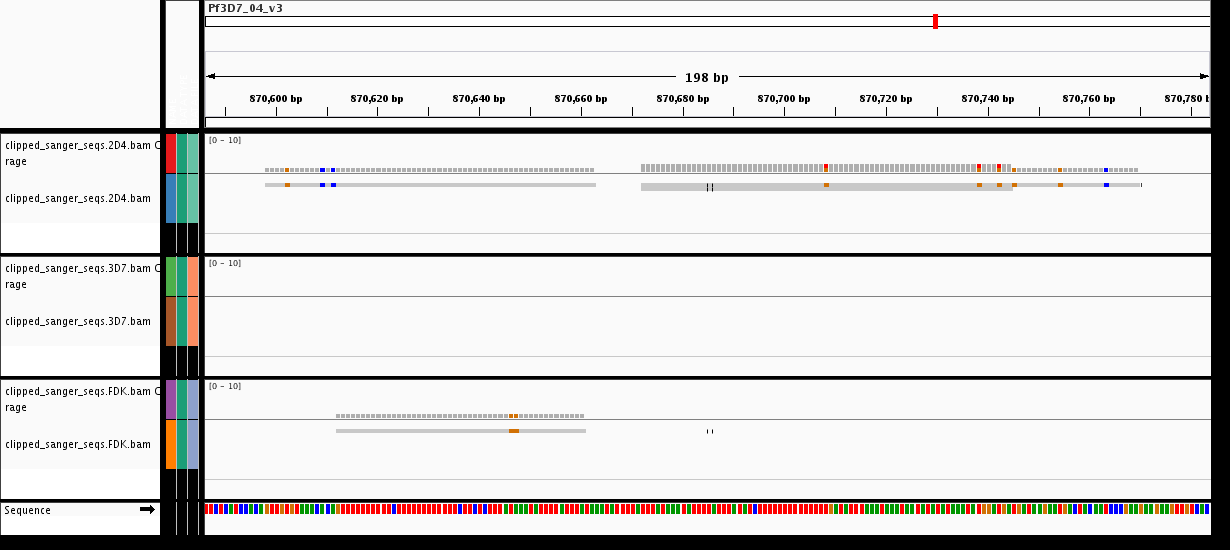 Pf3D7_04_v3
198 bp
870,600 bp 870,620 bp 870,640 bp 870,660 bp 870,680 bp 870,700 bp 870,720 bp 870,740 bp 870,760 bp 870,780 b
clipped_sanger_seqs.2D4.bam C
rage
[0 - 10]
clipped_sanger_seqs.2D4.bam
clipped_sanger_seqs.3D7.bam C
rage
[0 - 10]
clipped_sanger_seqs.3D7.bam
clipped_sanger_seqs.FDK.bam C
rage
[0 - 10]
clipped_sanger_seqs.FDK.bam
Sequence